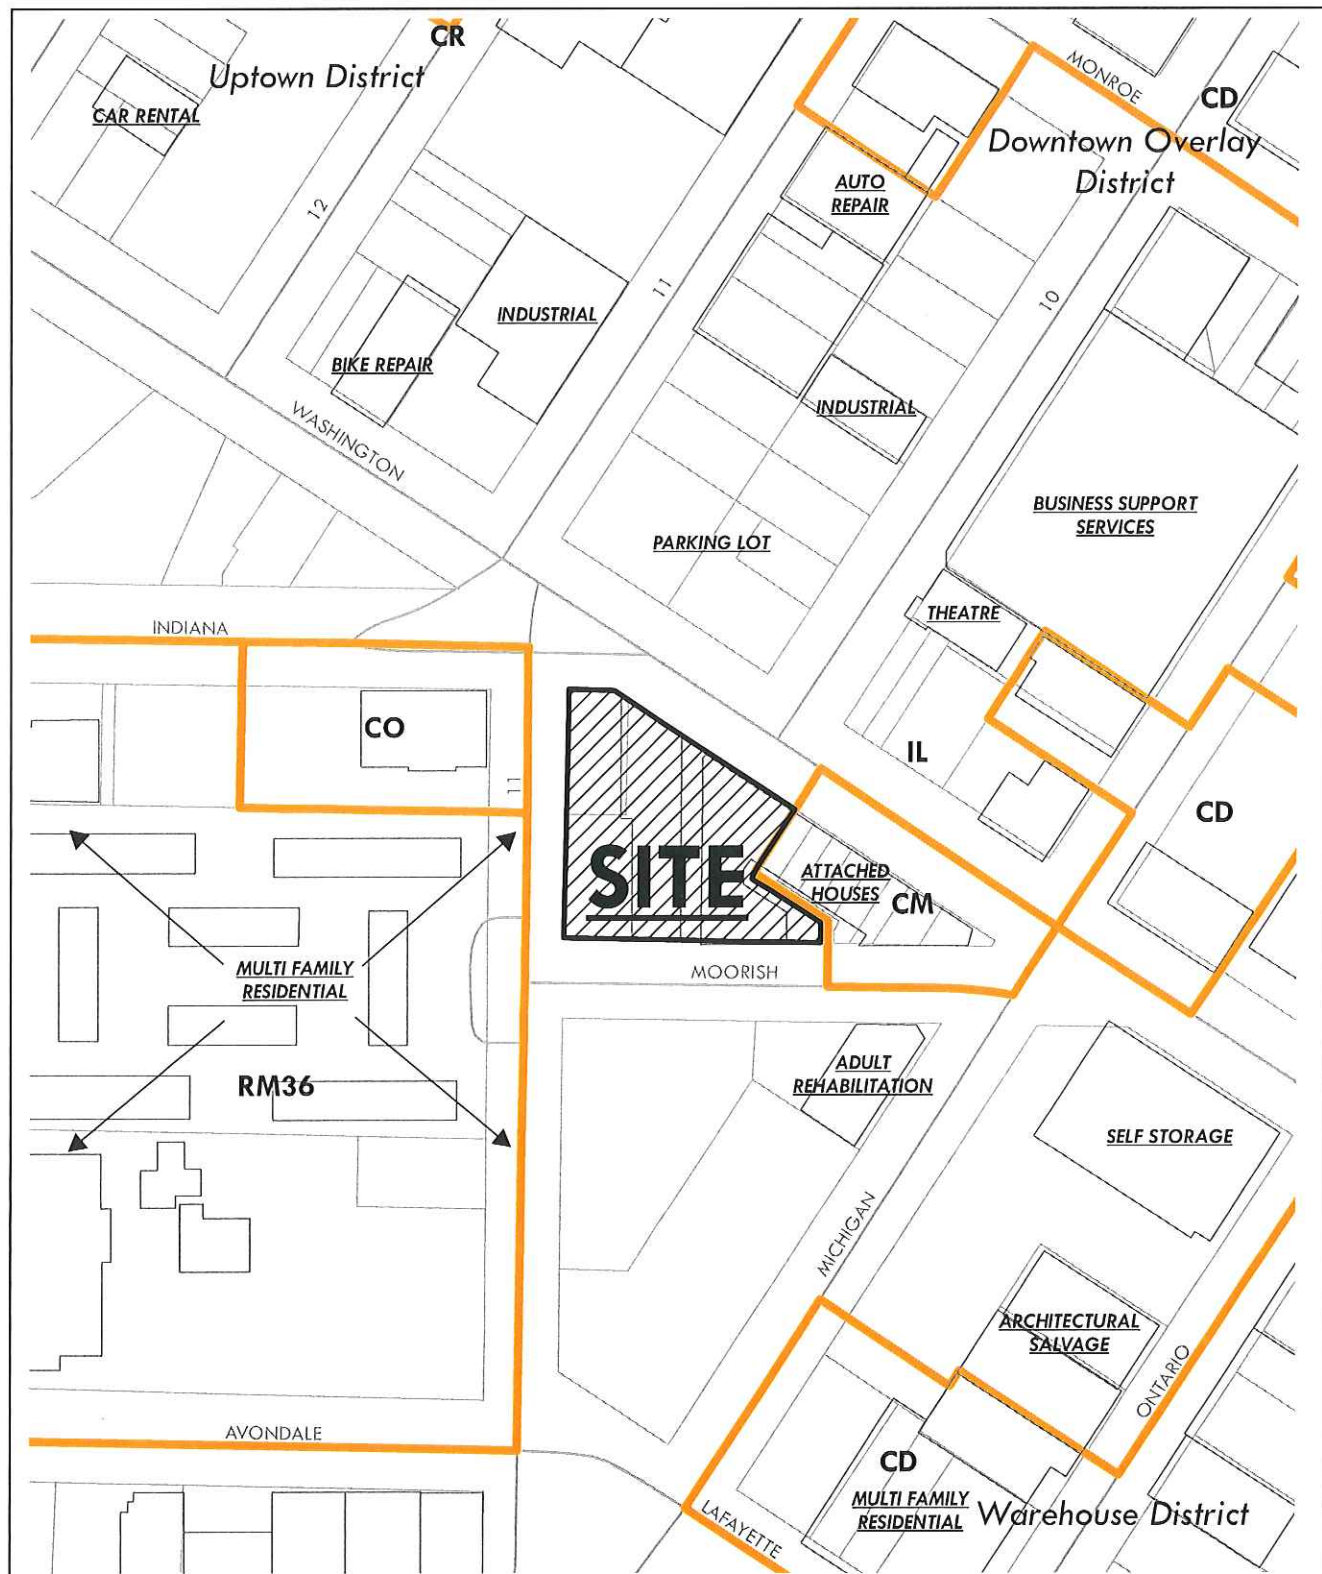 CR
Uptown District
CAR RENTAL
MONROE
CD
Downtown Overlay
District
AUTO
REPAIR
12
11
10
INDUSTRIAL
BIKE REPAIR
INDUSTRIAL
WASHINGTON
BUSINESS SUPPORT
SERVICES
PARKING LOT
THEATRE
INDIANA
CO
IL
11
CD
SITE
ATTACHED
HOUSES
CM
MULTI FAMILY
RESIDENTIAL
MOORISH
RM36
ADULT
REHABILITATION
SELF STORAGE
MICHIGAN
ARCHITECTURAL
SALVAGE
ONTARIO
AVONDALE
CD
MULTI FAMILY
RESIDENTIAL
Warehouse District
LAFAYETTE